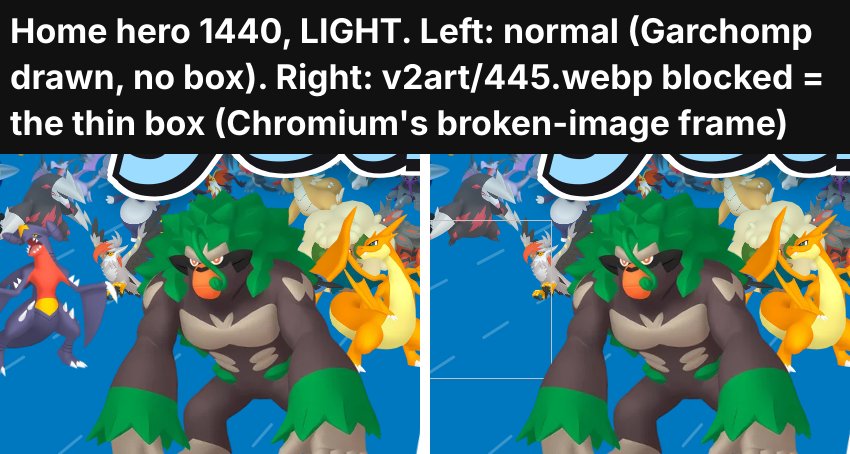 Home hero 1440, LIGHT. Left: normal (Garchomp
drawn, no box). Right: v2art/445.webp blocked =
the thin box (Chromium's broken-image frame)